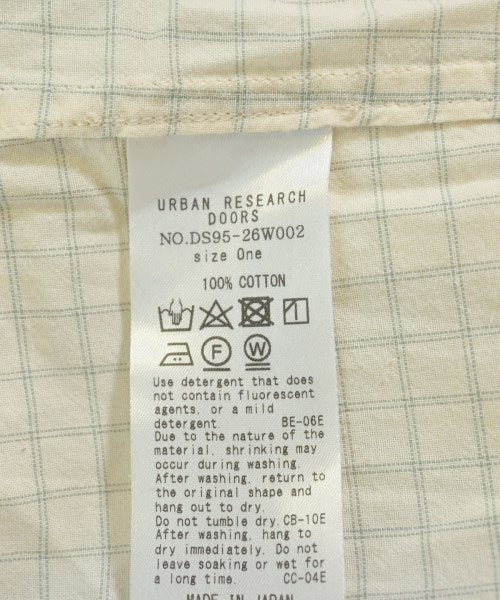 URBAN RESEARCH
DOORS
NO.DS95-26W002
size One
100% COTTON
F W
Use detergent that does
not contain fluorescent
agents, or a mild
detergent. BE-06E
Due to the nature of the
material, shrinking may
occur during washing.
After washing, return to
the original shape and
hang out to dry.
Do not tumble dry. CB-10E
After washing, hang to
dry immediately. Do not
leave soaking or wet for
a long time. CC-04E
MADE IN JAPAN